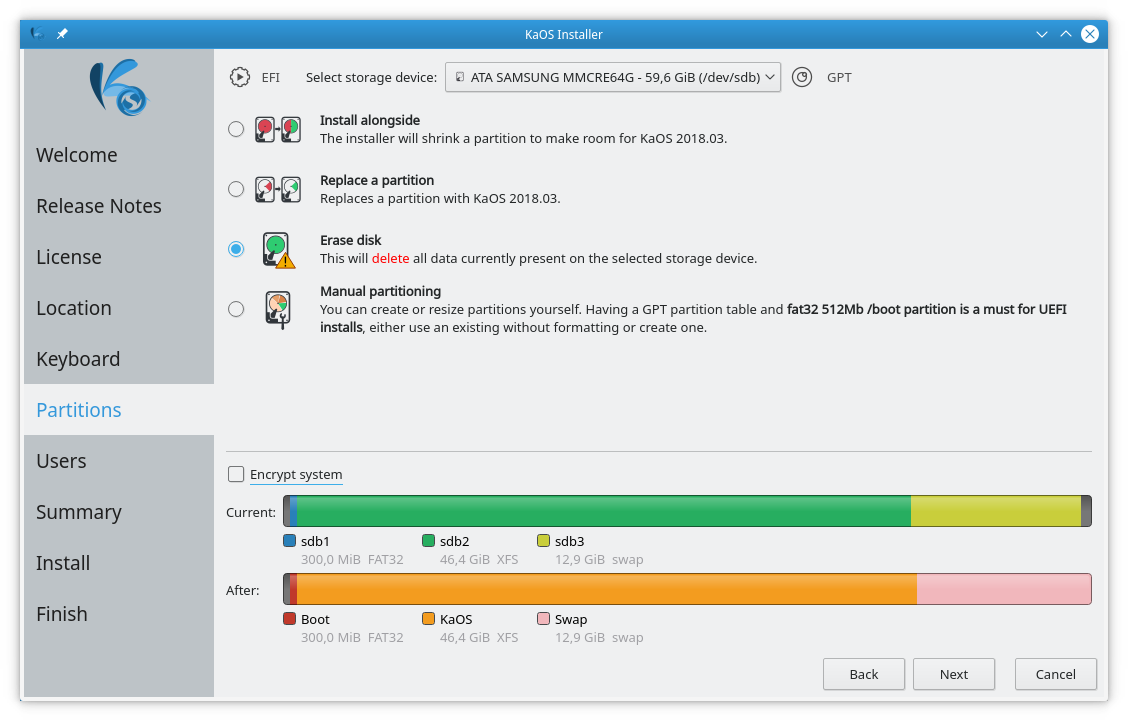 KaOS Installer
EFI Select storage device: ATA SAMSUNG MMCRE64G - 59,6 GiB (/dev/sdb) GPT
Welcome
Release Notes
License
Location
Keyboard
Partitions
Users
Summary
Install
Finish
Install alongside
The installer will shrink a partition to make room for KaOS 2018.03.
Replace a partition
Replaces a partition with KaOS 2018.03.
Erase disk
This will delete all data currently present on the selected storage device.
Manual partitioning
You can create or resize partitions yourself. Having a GPT partition table and fat32 512Mb /boot partition is a must for UEFI
installs, either use an existing without formatting or create one.
Encrypt system
Current:
sdb1 sdb2 sdb3
300,0 MiB FAT32 46,4 GiB XFS 12,9 GiB swap
After:
Boot KaOS Swap
300,0 MiB FAT32 46,4 GiB XFS 12,9 GiB swap
Back Next Cancel